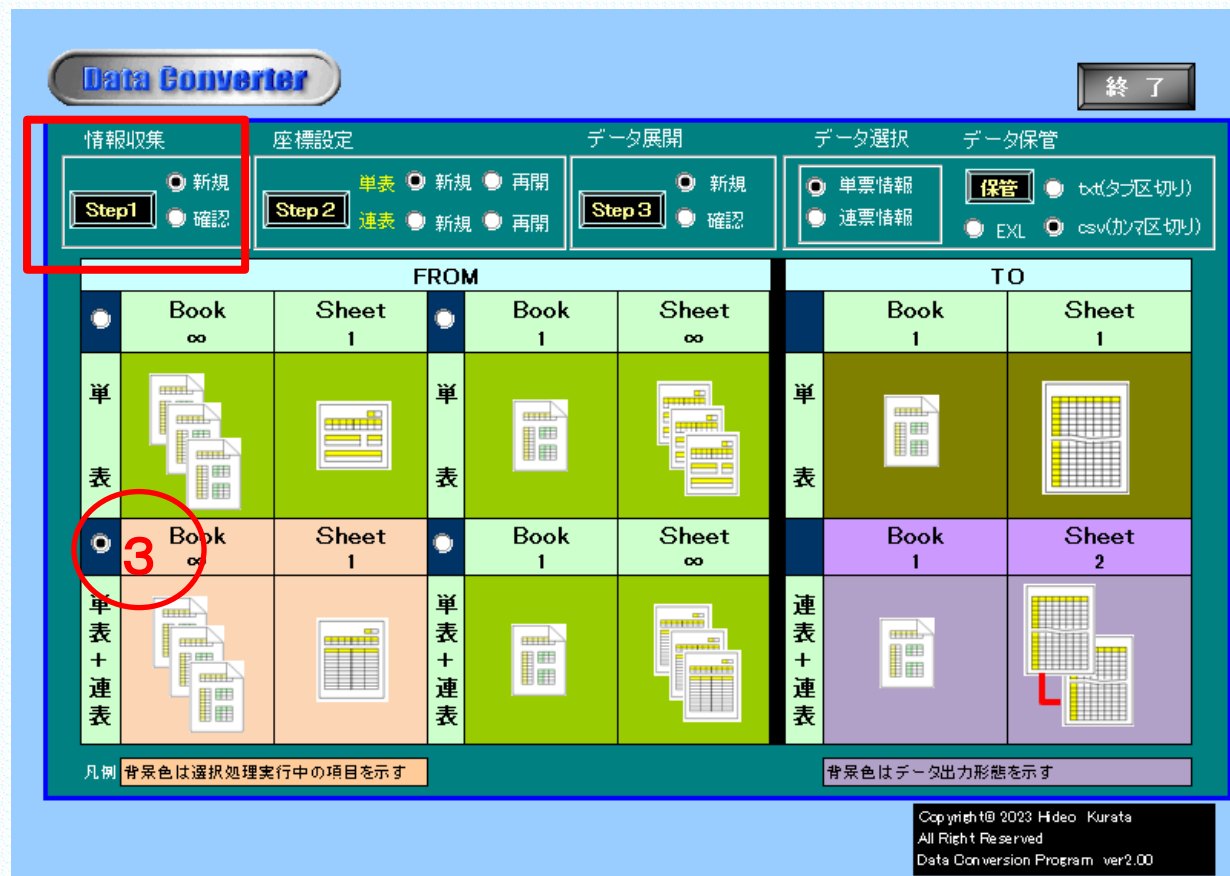 Data Converter
終 了
情報収集
座標設定
データ展開
データ選択
データ保管
Step1
新規
確認
Step2
単表 新規 再開
連表 新規 再開
Step3
新規
確認
単票情報
連票情報
保管
txt(タブ区切り)
EXL
csv(カンマ区切り)
FROM
TO
Book
∞
Sheet
1
Book
1
Sheet
∞
Book
1
Sheet
1
単表
単表
単表
3
Book
∞
Sheet
1
Book
1
Sheet
∞
Book
1
Sheet
2
単表+連表
単表+連表
連表+連表
凡例
背景色は選択処理実行中の項目を示す
背景色はデータ出力形態を示す
Copyright© 2023 Hideo Kurata
All Right Reserved
Data Conversion Program ver2.00